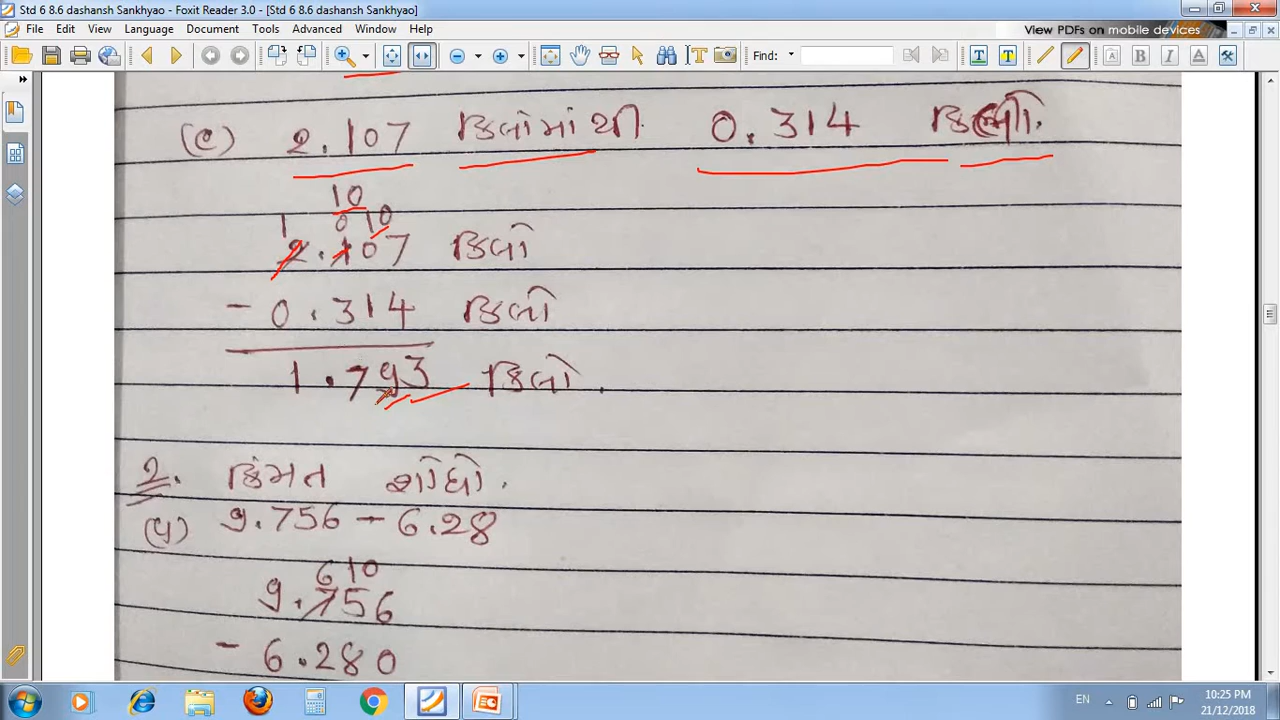 Std 6 8.6 dashansh Sankhyao - Foxit Reader 3.0 - [Std 6 8.6 dashansh Sankhyao]
File Edit View Language Document Tools Advanced Window Help
View PDFs on mobile devices
Find:
(૯) 2.107 કિલોમાંથી. 0.314 કિલો.
10
1 0 10
2.107 કિલો
- 0.314 કિલો
1.793 કિલો.
2. કિંમત શોધો.
(૫) 9.756 - 6.28
6 10
9.756
- 6.280
EN 10:25 PM
21/12/2018